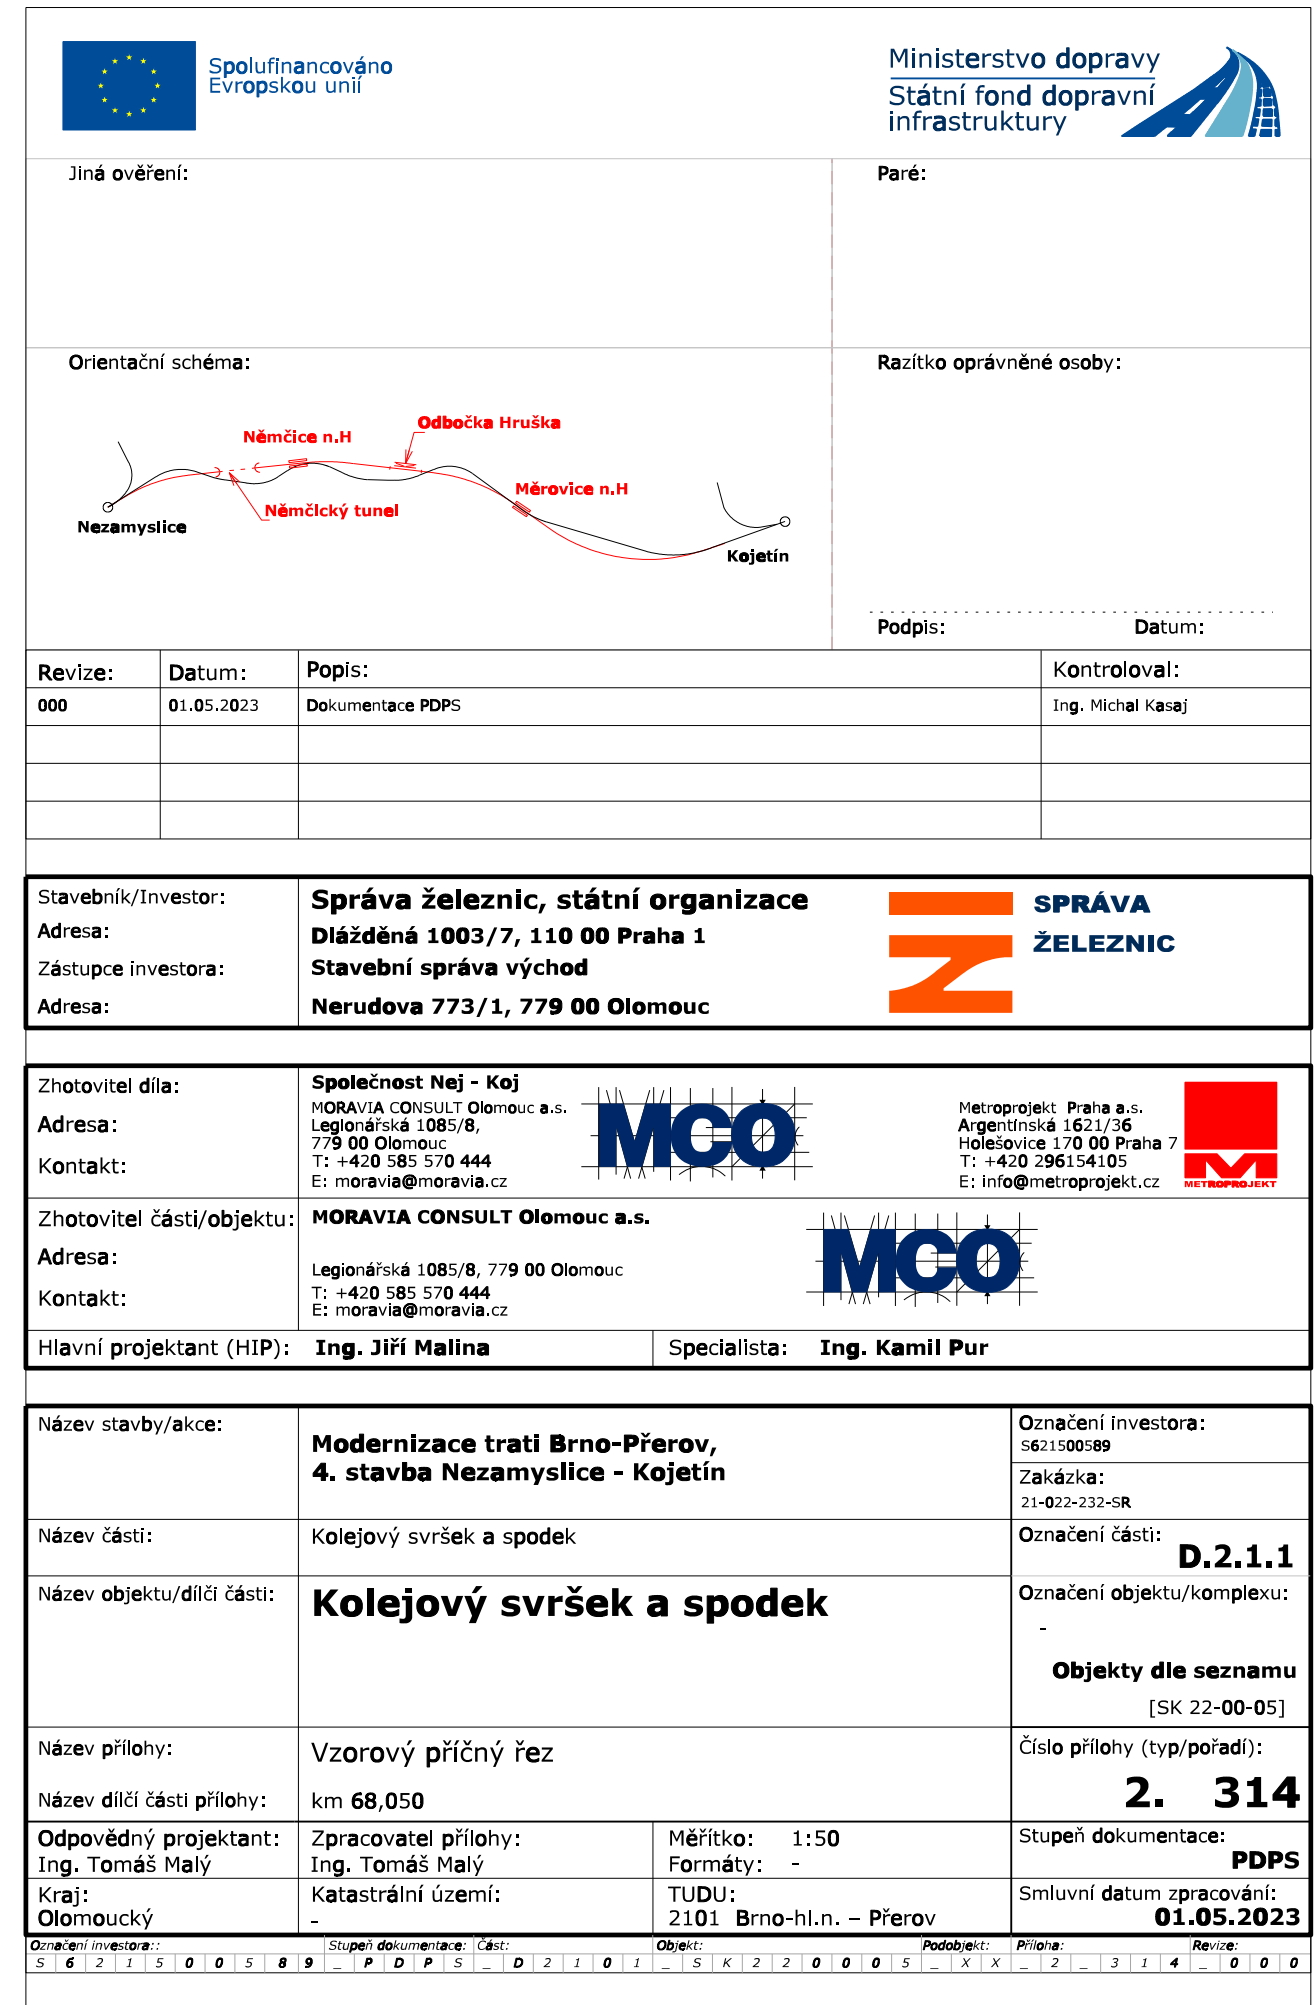 Spolufinancováno
Evropskou unií
Ministerstvo dopravy
Státní fond dopravní
infrastruktury
Jiná ověření:
Paré:
Orientační schéma:
Razítko oprávněné osoby:
Odbočka Hruška
Němčice n.H
Měrovice n.H
Němčický tunel
Nezamyslice
Kojetín
Podpis: Datum:
Revize: Datum: Popis: Kontroloval:
000 01.05.2023 Dokumentace PDPS Ing. Michal Kasaj
Stavebník/Investor: Správa železnic, státní organizace
Adresa: Dlážděná 1003/7, 110 00 Praha 1
Zástupce investora: Stavební správa východ
Adresa: Nerudova 773/1, 779 00 Olomouc
SPRÁVA
ŽELEZNIC
Zhotovitel díla:
Adresa:
Kontakt:
Společnost Nej - Koj
MORAVIA CONSULT Olomouc a.s.
Legionářská 1085/8,
779 00 Olomouc
T: +420 585 570 444
E: moravia@moravia.cz
MCO
Metroprojekt Praha a.s.
Argentinská 1621/36
Holešovice 170 00 Praha 7
T: +420 296154105
E: info@metroprojekt.cz
METROPROJEKT
Zhotovitel části/objektu: MORAVIA CONSULT Olomouc a.s.
Adresa:
Legionářská 1085/8, 779 00 Olomouc
Kontakt:
T: +420 585 570 444
E: moravia@moravia.cz
MCO
Hlavní projektant (HIP): Ing. Jiří Malina Specialista: Ing. Kamil Pur
Název stavby/akce:
Modernizace trati Brno-Přerov,
4. stavba Nezamyslice - Kojetín
Označení investora:
S621500589
Zakázka:
21-022-232-SR
Název části: Kolejový svršek a spodek
Označení části:
D.2.1.1
Název objektu/dílči části: Kolejový svršek a spodek
Označení objektu/komplexu:
-
Objekty dle seznamu
[SK 22-00-05]
Název přílohy: Vzorový příčný řez
Název dílčí části přílohy: km 68,050
Číslo přílohy (typ/pořadí):
2. 314
Odpovědný projektant:
Ing. Tomáš Malý
Zpracovatel přílohy:
Ing. Tomáš Malý
Měřítko: 1:50
Formáty: -
Stupeň dokumentace:
PDPS
Kraj:
Olomoucký
Katastrální území:
-
TUDU:
2101 Brno-hl.n. – Přerov
Smluvní datum zpracování:
01.05.2023
Označení investora:: Stupeň dokumentace: Část: Objekt: Podobjekt: Příloha: Revize:
S 6 2 1 5 0 0 5 8 9 _ P D P S _ D 2 1 0 1 _ S K 2 2 0 0 0 5 _ X X _ 2 _ 3 1 4 _ 0 0 0